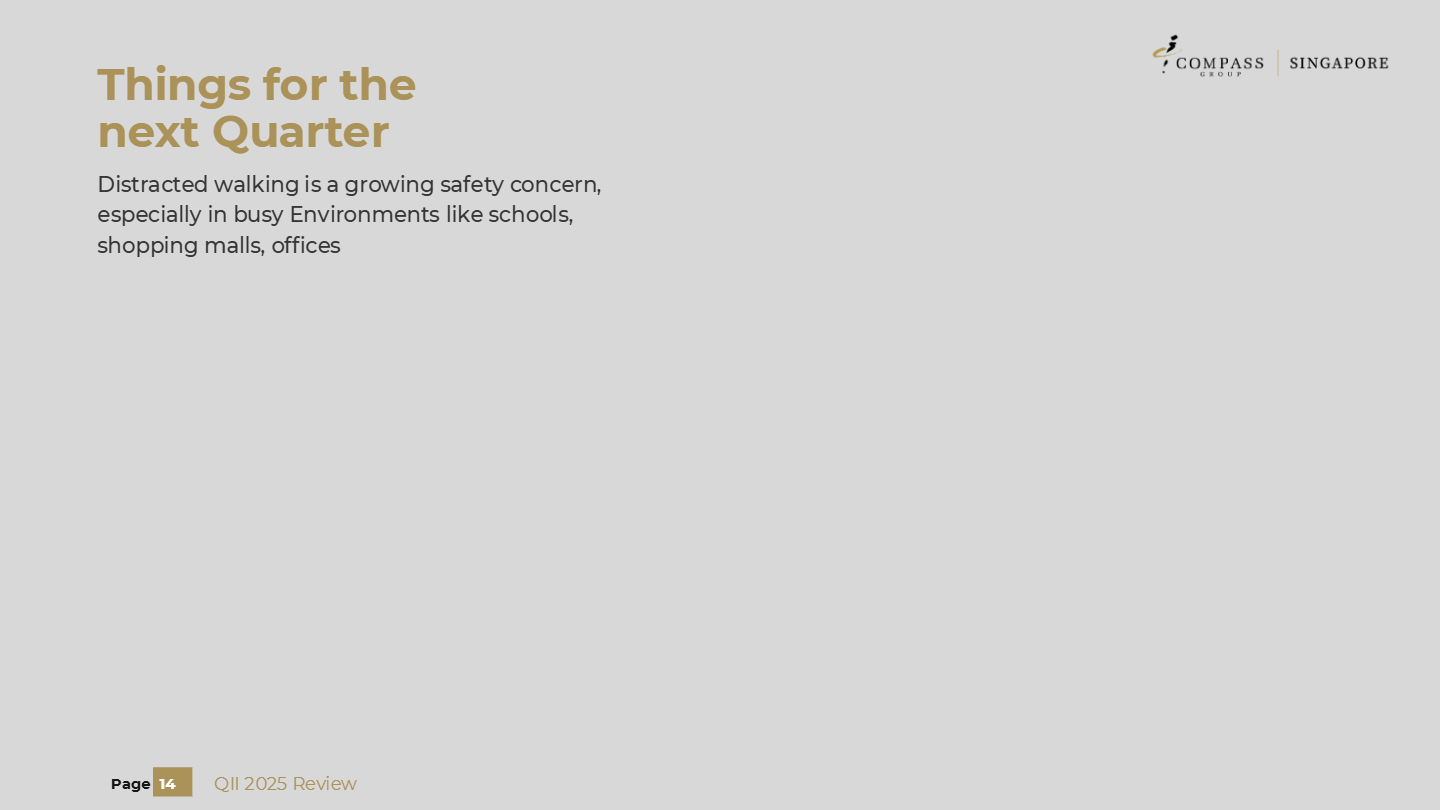 Things for the
next Quarter
Distracted walking is a growing safety concern,
especially in busy Environments like schools,
shopping malls, offices
COMPASS
GROUP
SINGAPORE
Page 14
QII 2025 Review